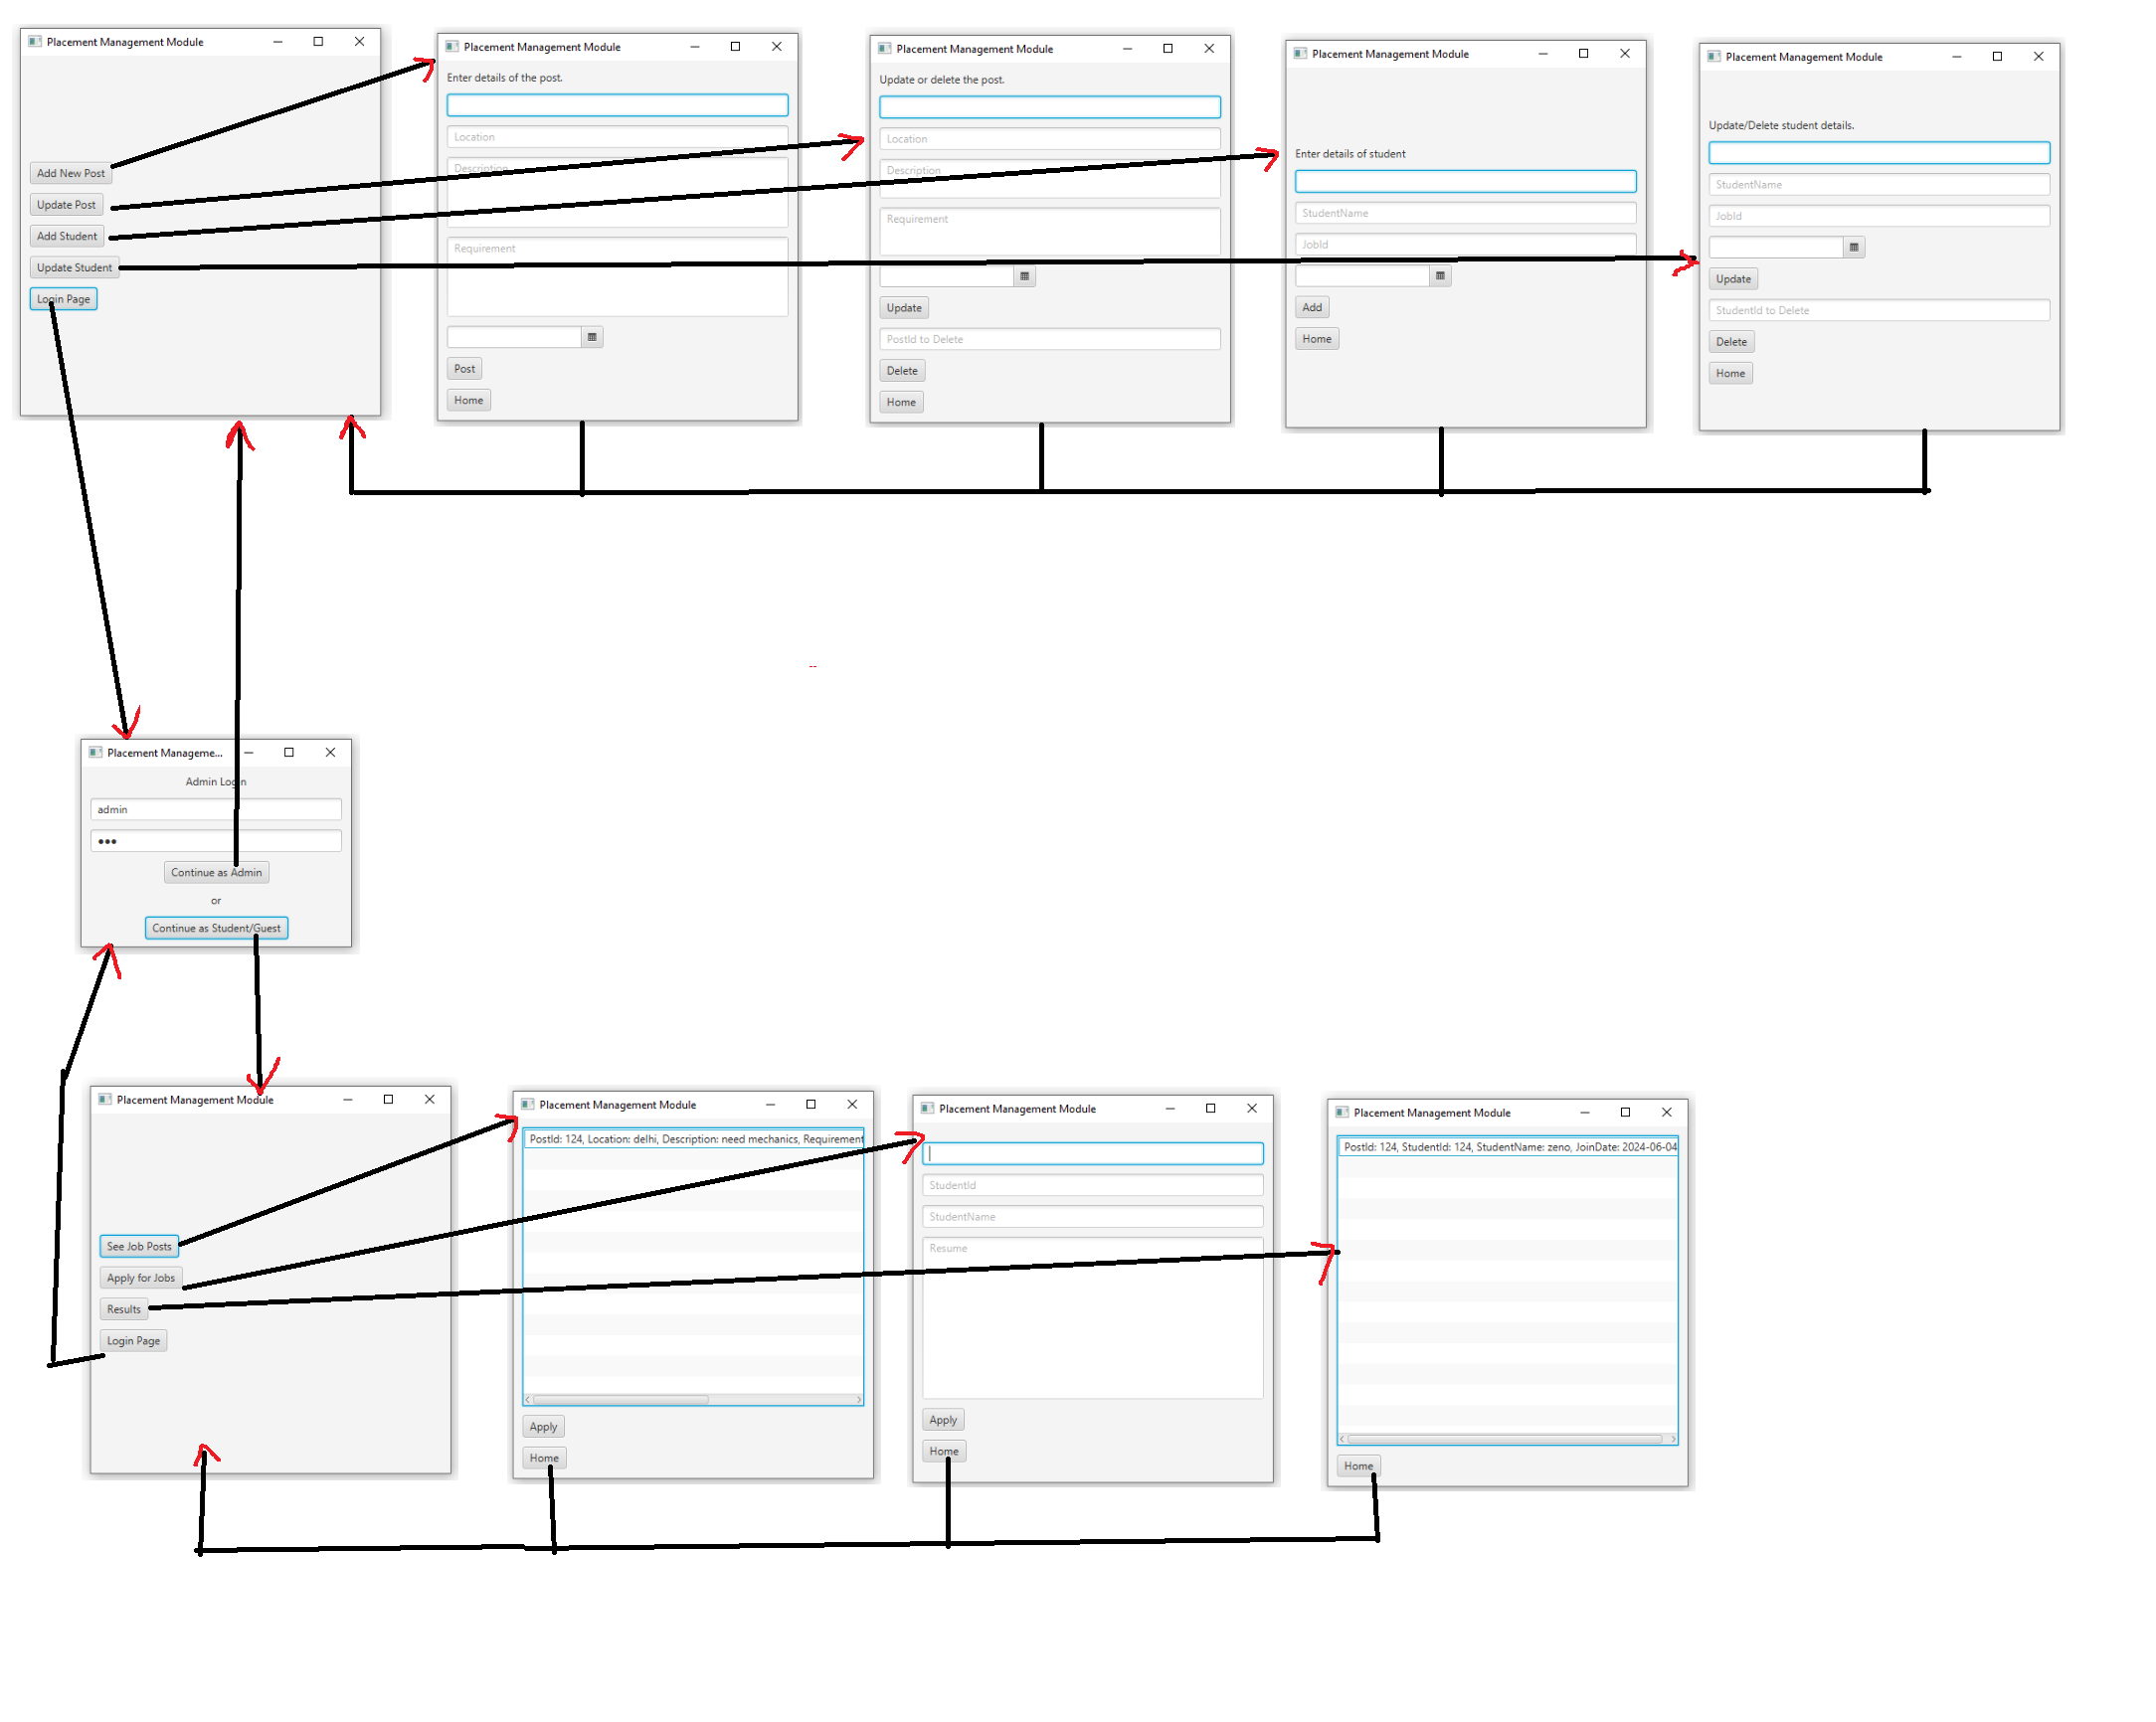 Placement Management Module
Add New Post
Update Post
Add Student
Update Student
Login Page
Placement Management Module
Enter details of the post.
Location
Description
Requirement
Post
Home
Placement Management Module
Update or delete the post.
Location
Description
Requirement
Update
PostId to Delete
Delete
Home
Placement Management Module
Enter details of student
StudentName
JobId
Add
Home
Placement Management Module
Update/Delete student details.
StudentName
JobId
Update
StudentId to Delete
Delete
Home
Placement Manageme...
Admin Login
admin
Continue as Admin
or
Continue as Student/Guest
Placement Management Module
See Job Posts
Apply for Jobs
Results
Login Page
Placement Management Module
PostId: 124, Location: delhi, Description: need mechanics, Requirement
Apply
Home
Placement Management Module
StudentId
StudentName
Resume
Apply
Home
Placement Management Module
PostId: 124, StudentId: 124, StudentName: zeno, JoinDate: 2024-06-04
Home